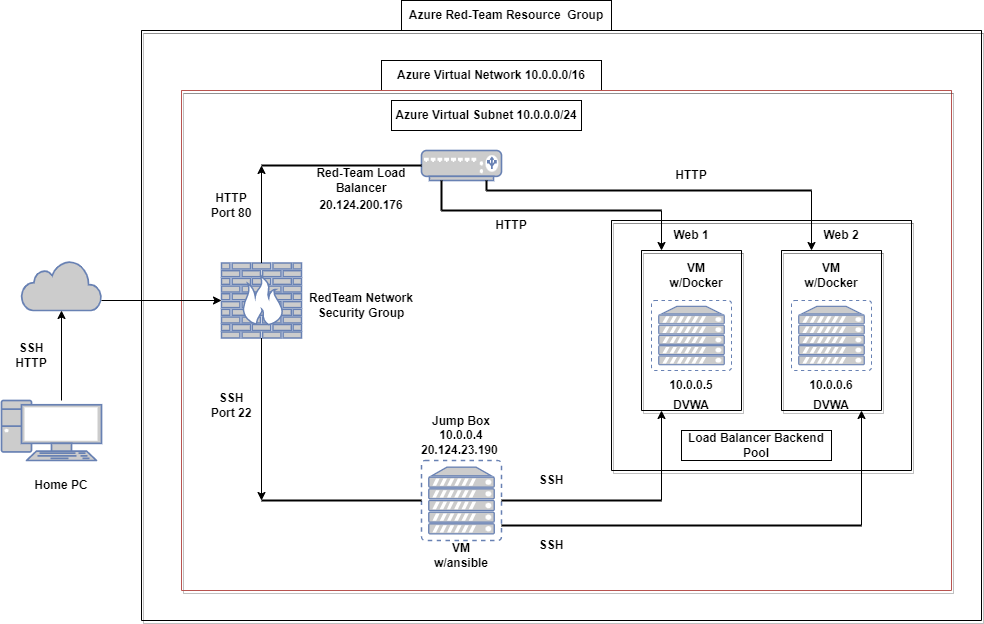 Azure Red-Team Resource Group
Azure Virtual Network 10.0.0.0/16
Azure Virtual Subnet 10.0.0.0/24
Red-Team Load
Balancer
20.124.200.176
HTTP
Port 80
HTTP
HTTP
Web 1
Web 2
VM
w/Docker
VM
w/Docker
10.0.0.5
DVWA
10.0.0.6
DVWA
Load Balancer Backend
Pool
RedTeam Network
Security Group
SSH
HTTP
Home PC
SSH
Port 22
Jump Box
10.0.0.4
20.124.23.190
VM
w/ansible
SSH
SSH